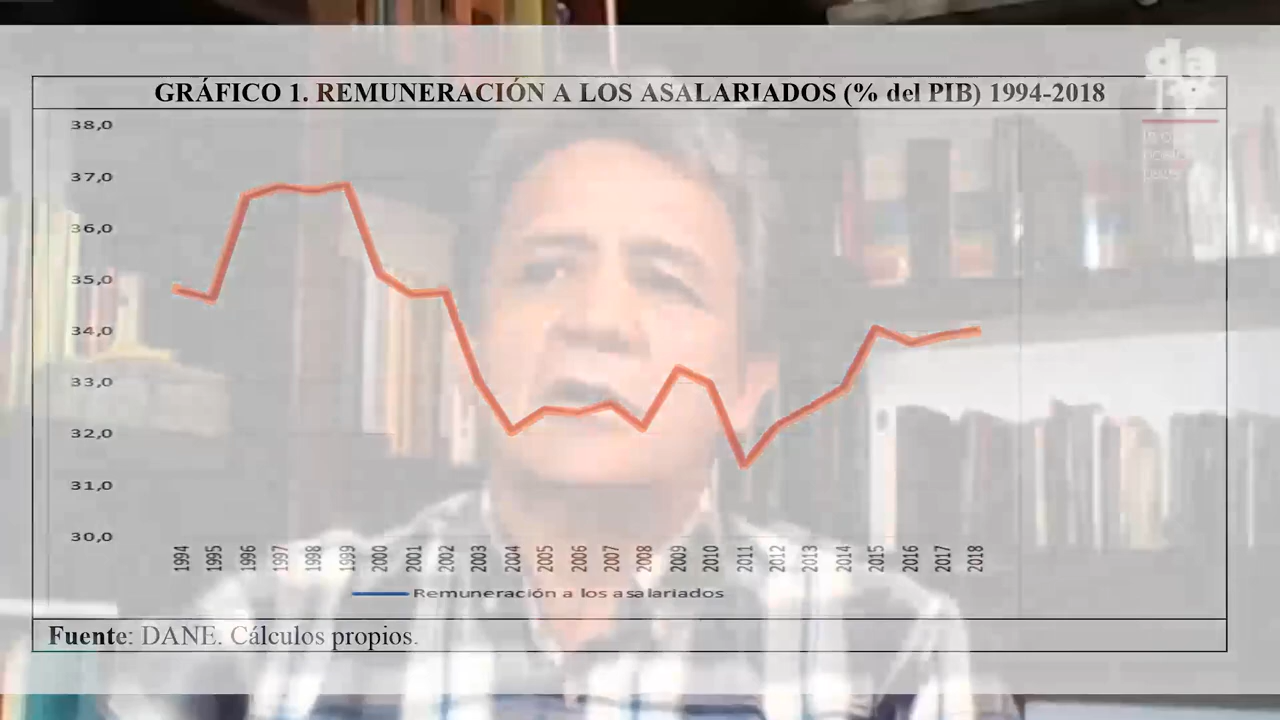 da
TV
GRÁFICO 1. REMUNERACIÓN A LOS ASALARIADOS (% del PIB) 1994-2018
38,0
37,0
36,0
35,0
34,0
33,0
32,0
31,0
30,0
1994 1995 1996 1997 1998 1999 2000 2001 2002 2003 2004 2005 2006 2007 2008 2009 2010 2011 2012 2013 2014 2015 2016 2017 2018
Remuneración a los asalariados
Fuente: DANE. Cálculos propios.